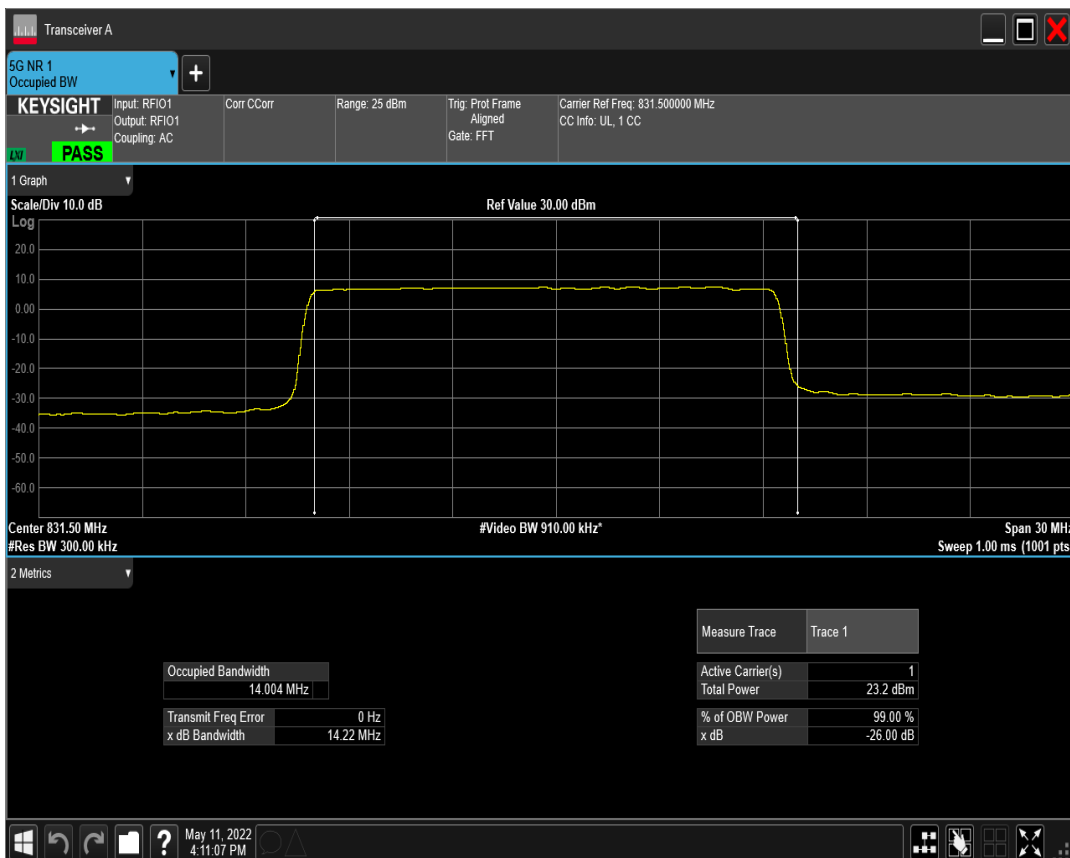 Transceiver A
5G NR 1
Occupied BW
KEYSIGHT
LXI
PASS
Input: RFIO1
Output: RFIO1
Coupling: AC
Corr CCorr
Range: 25 dBm
Trig: Prot Frame
Aligned
Gate: FFT
Carrier Ref Freq: 831.500000 MHz
CC Info: UL, 1 CC
1 Graph
Scale/Div 10.0 dB
Ref Value 30.00 dBm
Log
20.0
10.0
0.00
-10.0
-20.0
-30.0
-40.0
-50.0
-60.0
Center 831.50 MHz
#Video BW 910.00 kHz*
Span 30 MHz
#Res BW 300.00 kHz
Sweep 1.00 ms (1001 pts
2 Metrics
Measure Trace Trace 1
Occupied Bandwidth
14.004 MHz
Active Carrier(s) 1
Total Power 23.2 dBm
Transmit Freq Error 0 Hz
x dB Bandwidth 14.22 MHz
% of OBW Power 99.00 %
x dB -26.00 dB
May 11, 2022
4:11:07 PM